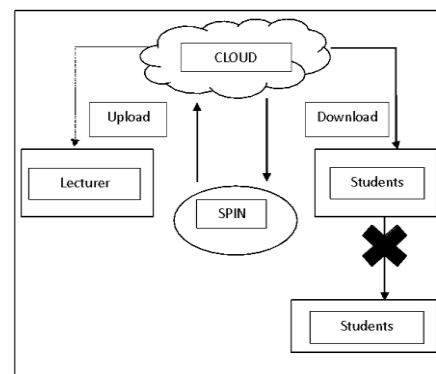 CLOUD
Upload
Download
Lecturer
SPIN
Students
Students